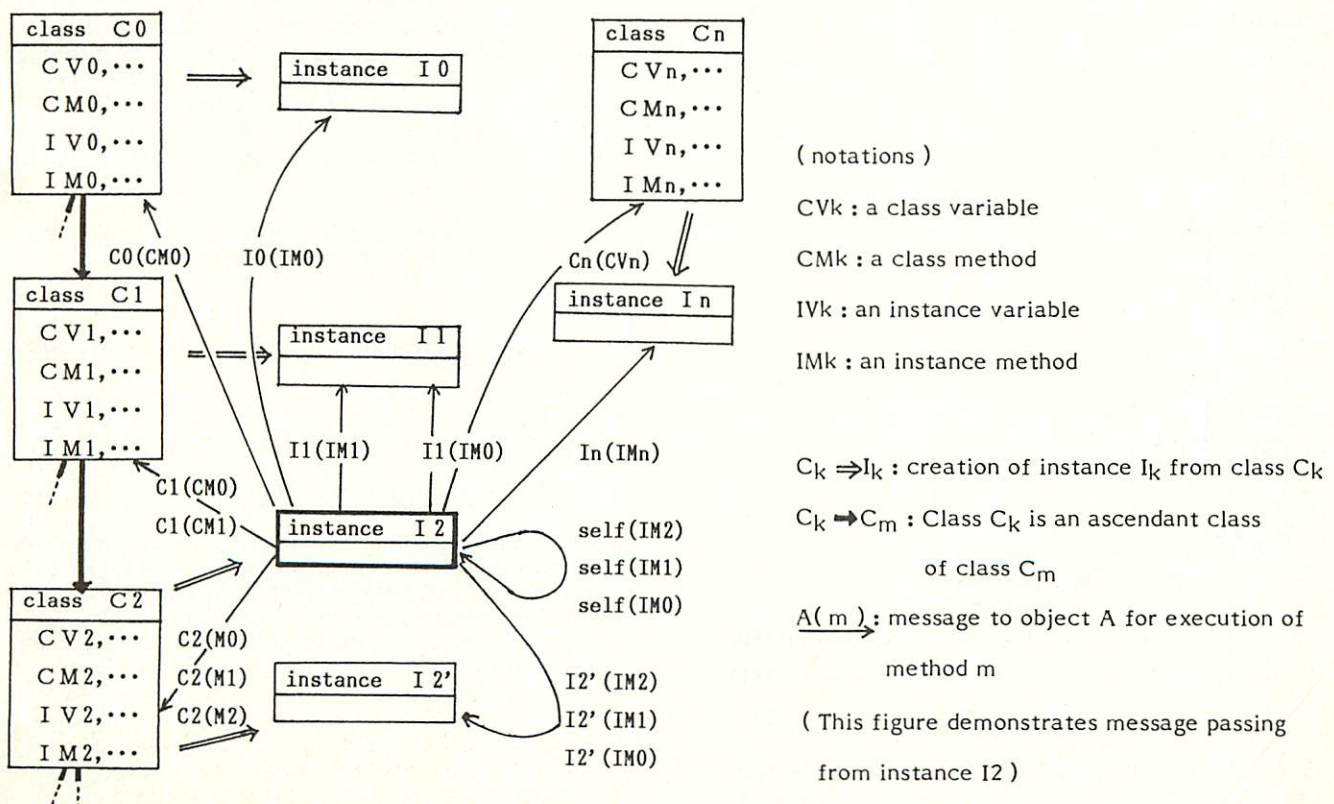 class C0
CV0,···
CM0,···
IV0,···
IM0,···
instance I0
class Cn
CVn,···
CMn,···
IVn,···
IMn,···
C0(CM0)
I0(IM0)
Cn(CVn)
instance In
class C1
CV1,···
CM1,···
IV1,···
IM1,···
instance I1
I1(IM1)
I1(IM0)
In(IMn)
C1(CM0)
C1(CM1)
instance I2
self(IM2)
self(IM1)
self(IM0)
class C2
CV2,···
CM2,···
IV2,···
IM2,···
C2(M0)
C2(M1)
C2(M2)
instance I2'
I2'(IM2)
I2'(IM1)
I2'(IM0)
( notations )
CVk : a class variable
CMk : a class method
IVk : an instance variable
IMk : an instance method
Ck ⇒ Ik : creation of instance Ik from class Ck
Ck ➡ Cm : Class Ck is an ascendant class
of class Cm
A( m ) : message to object A for execution of
method m
( This figure demonstrates message passing
from instance I2 )